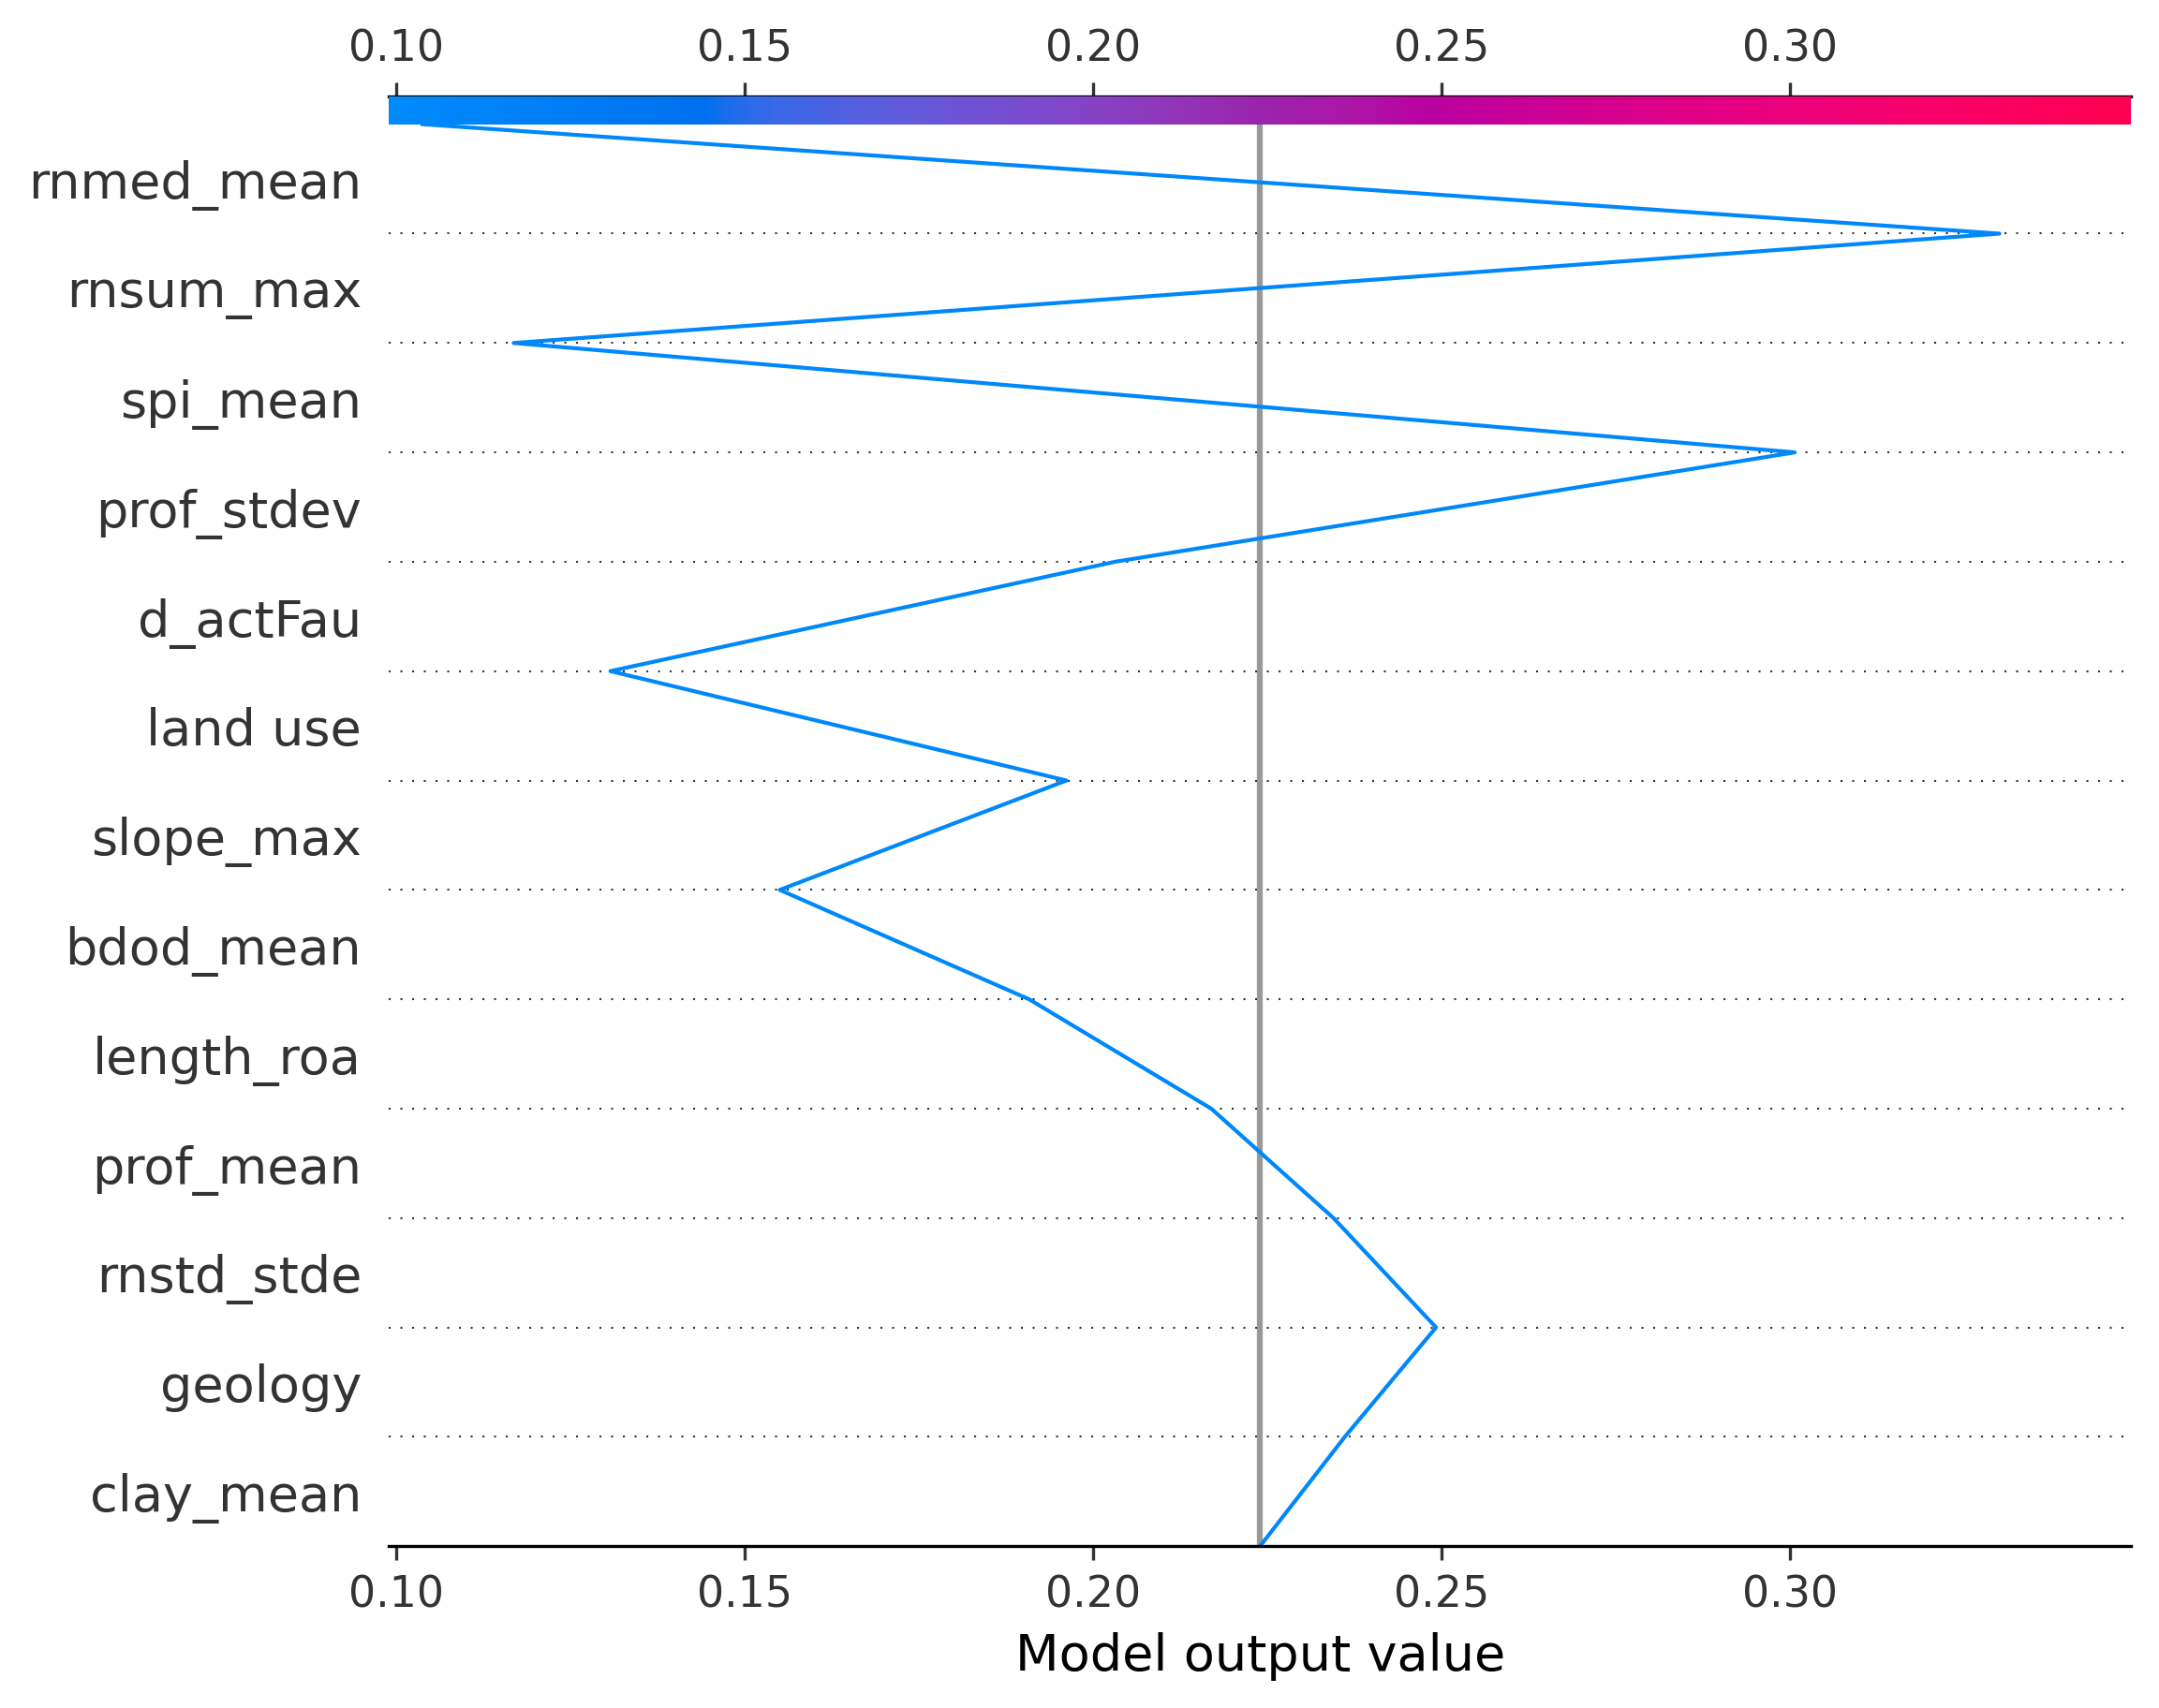 0.10 0.15 0.20 0.25 0.30
rnmed_mean
rnsum_max
spi_mean
prof_stdev
d_actFau
land use
slope_max
bdod_mean
length_roa
prof_mean
rnstd_stde
geology
clay_mean
0.10 0.15 0.20 0.25 0.30
Model output value